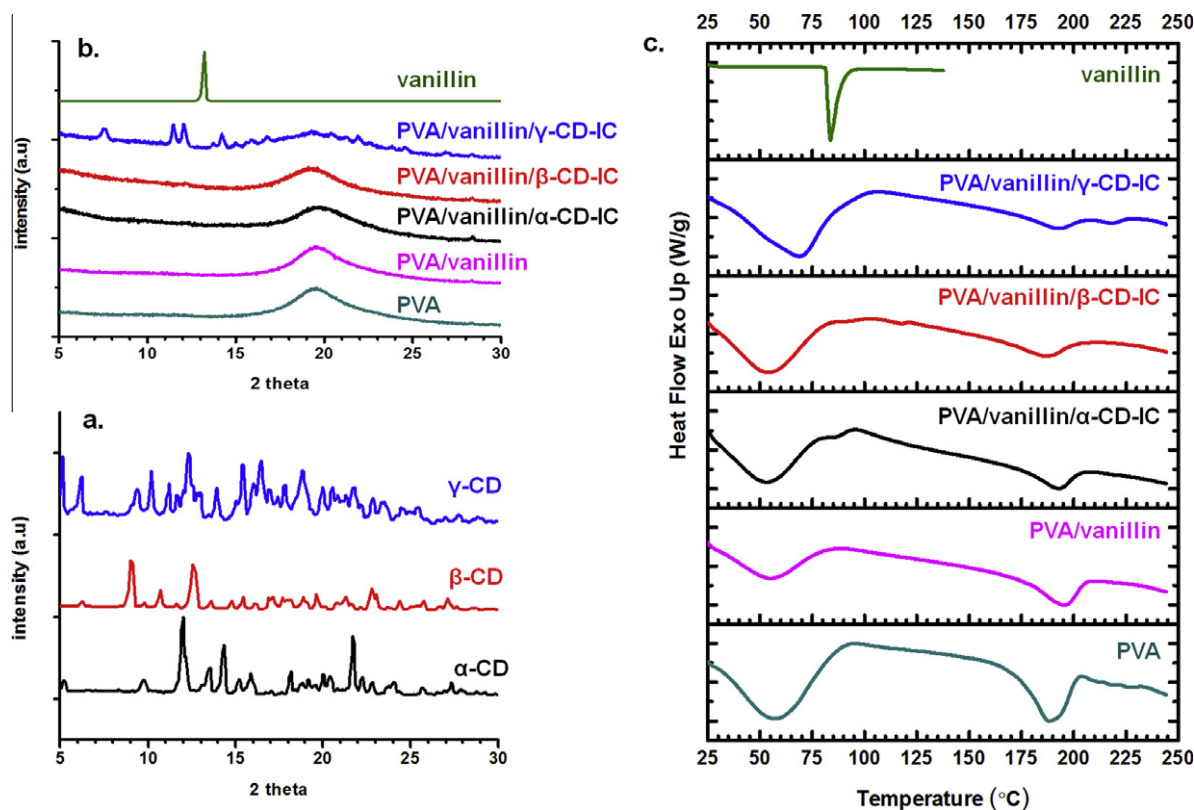 b.
vanillin
PVA/vanillin/γ-CD-IC
PVA/vanillin/β-CD-IC
PVA/vanillin/α-CD-IC
PVA/vanillin
PVA
intensity (a.u)
5 10 15 20 25 30
2 theta
a.
γ-CD
β-CD
α-CD
intensity (a.u)
5 10 15 20 25 30
2 theta
c.
25 50 75 100 125 150 175 200 225 250
vanillin
PVA/vanillin/γ-CD-IC
PVA/vanillin/β-CD-IC
PVA/vanillin/α-CD-IC
PVA/vanillin
PVA
Heat Flow Exo Up (W/g)
25 50 75 100 125 150 175 200 225 250
Temperature (°C)